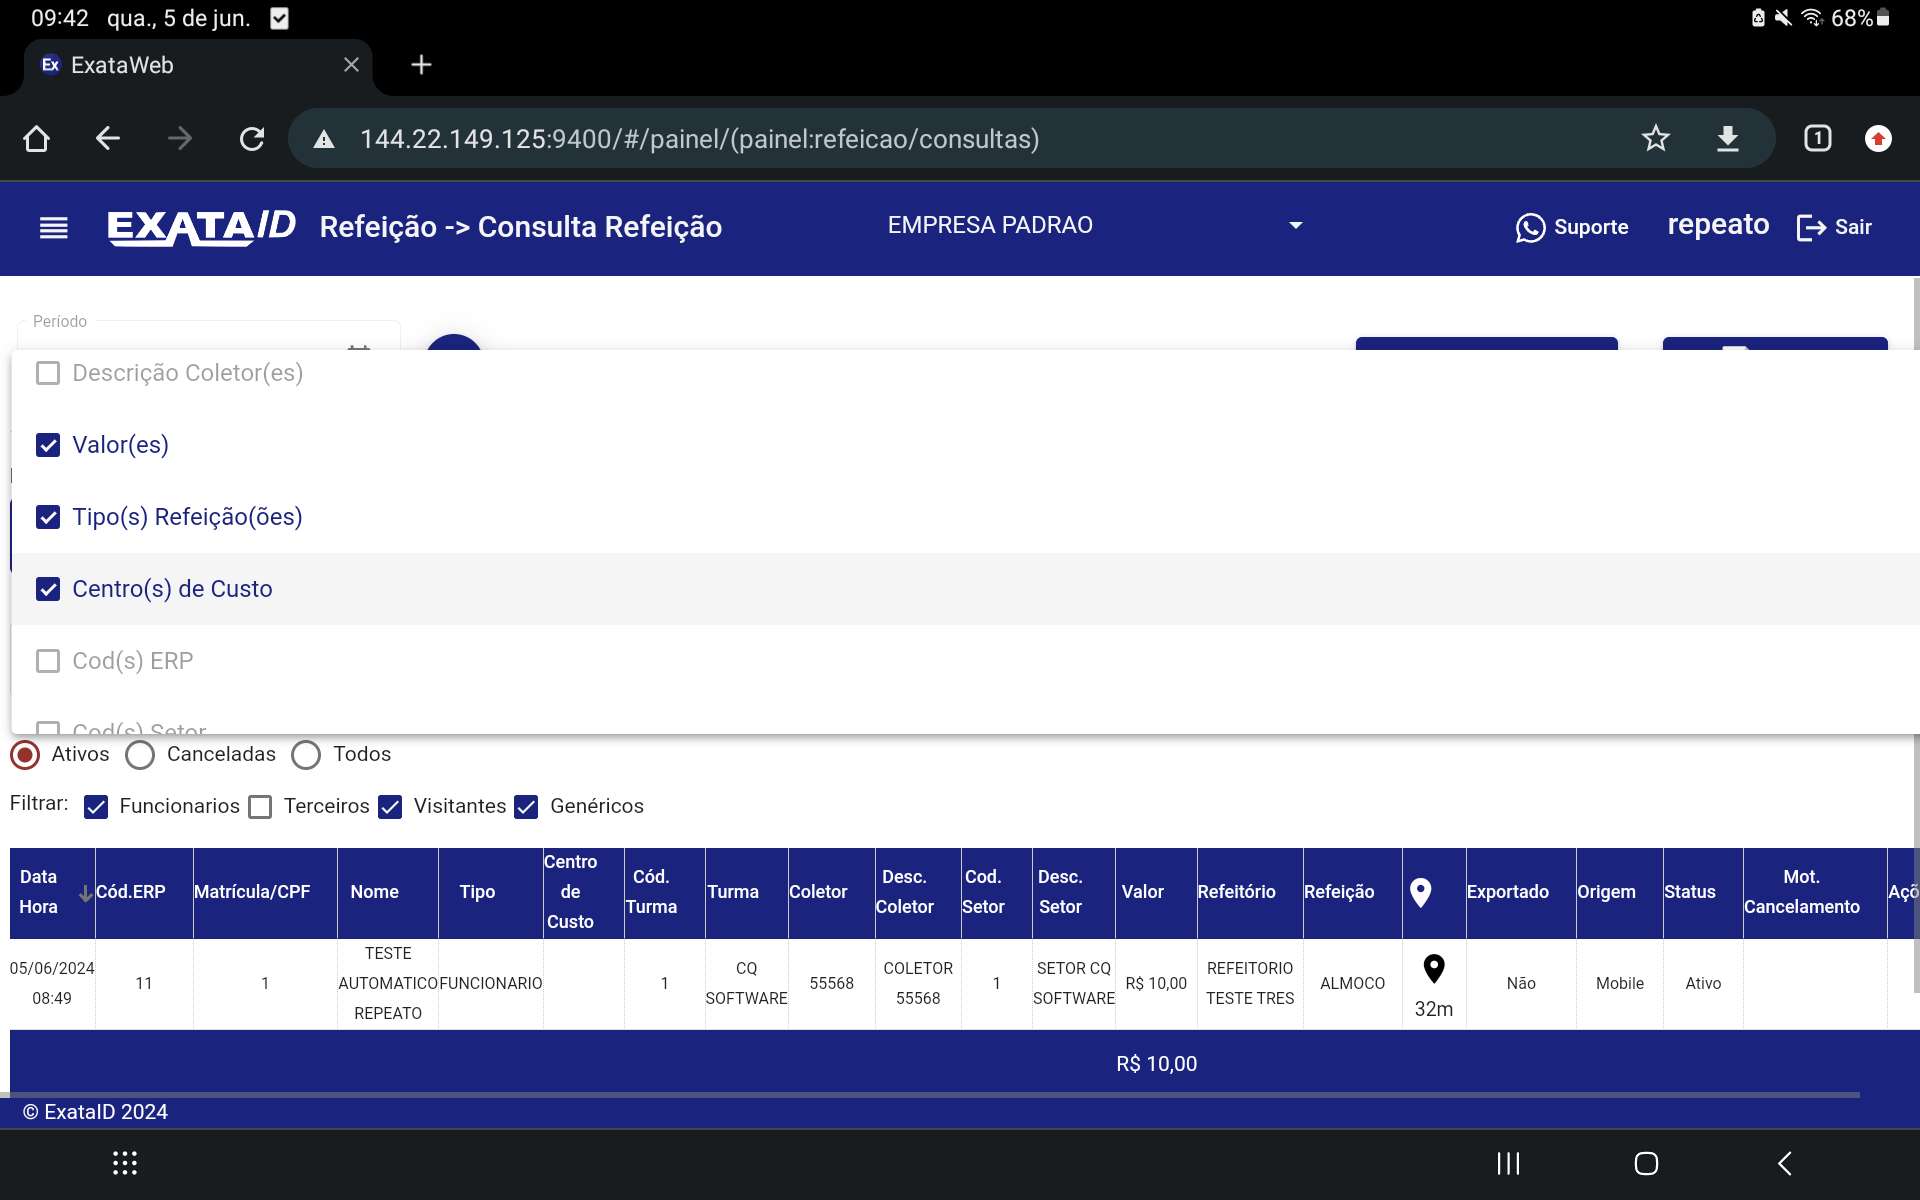 09:42 qua., 5 de jun.
68%
Ex ExataWeb
144.22.149.125:9400/#/painel/(painel:refeicao/consultas)
1
EXATAID
Refeição -> Consulta Refeição
EMPRESA PADRAO
Suporte
repeato
Sair
Período
Descrição Coletor(es)
Valor(es)
Tipo(s) Refeição(ões)
Centro(s) de Custo
Cod(s) ERP
Cod(s) Setor
Ativos Canceladas Todos
Filtrar: Funcionarios Terceiros Visitantes Genéricos
Data Hora Cód.ERP Matrícula/CPF Nome Tipo Centro de Custo Cód. Turma Turma Coletor Desc. Coletor Cod. Setor Desc. Setor Valor Refeitório Refeição Exportado Origem Status Mot. Cancelamento Açõ
05/06/2024 08:49 11 1 TESTE AUTOMATICO REPEATO FUNCIONARIO 1 CQ SOFTWARE 55568 COLETOR 55568 1 SETOR CQ SOFTWARE R$ 10,00 REFEITORIO TESTE TRES ALMOCO 32m Não Mobile Ativo
R$ 10,00
© ExataID 2024